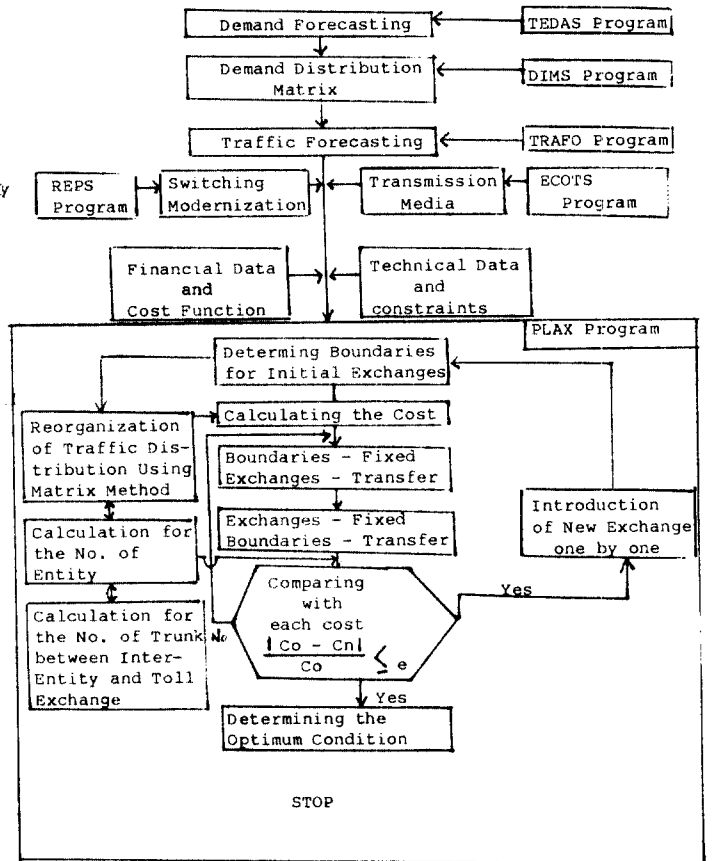 Demand Forecasting
TEDAS Program
Demand Distribution
Matrix
DIMS Program
Traffic Forecasting
TRAFO Program
REPS
Program
Switching
Modernization
Transmission
Media
ECOTS
Program
Financial Data
and
Cost Function
Technical Data
and
constraints
PLAX Program
Determing Boundaries
for Initial Exchanges
Calculating the Cost
Reorganization
of Traffic Dis-
tribution Using
Matrix Method
Boundaries - Fixed
Exchanges - Transfer
Exchanges - Fixed
Boundaries - Transfer
Introduction
of New Exchange
one by one
Calculation for
the No. of
Entity
Comparing
with
each cost
|Co - Cn|
Co
≤ e
Yes
No
Calculation for
the No. of Trunk
between Inter-
Entity and Toll
Exchange
Yes
Determining the
Optimum Condition
STOP